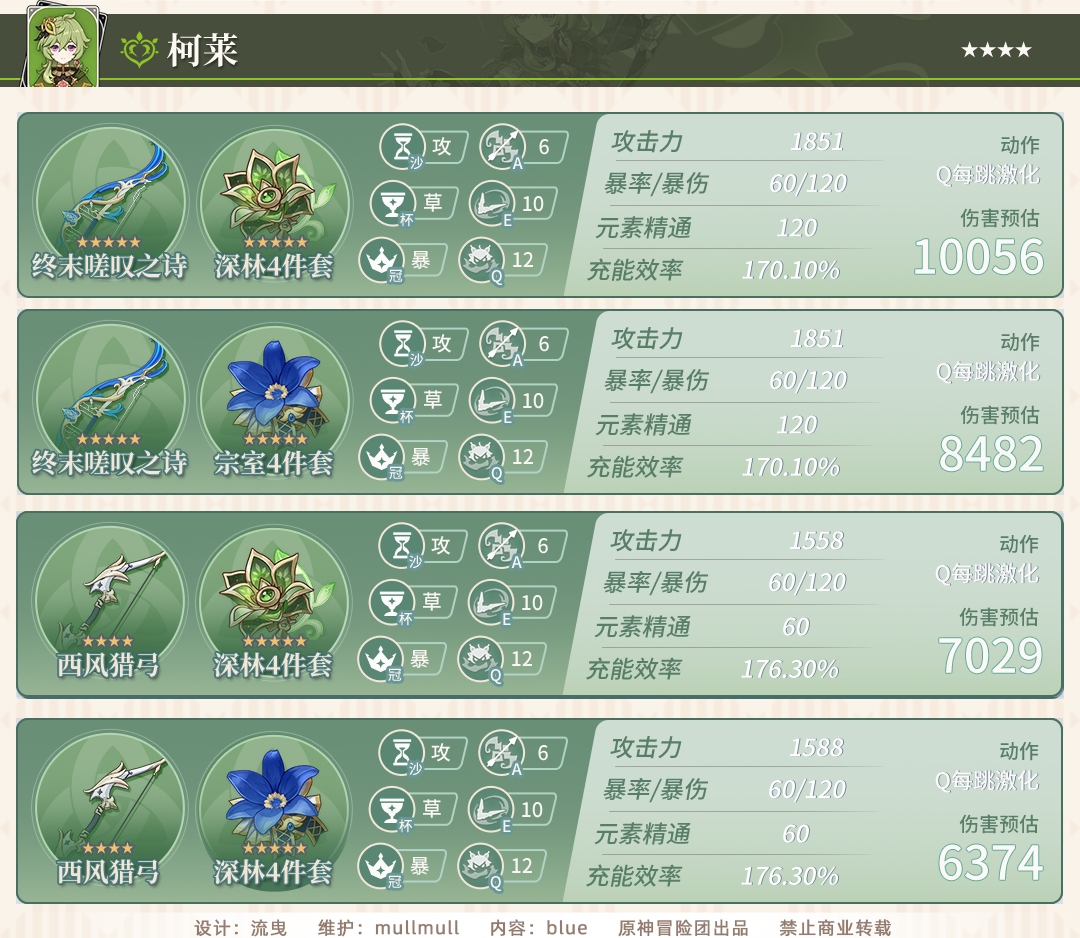 柯莱
★★★★
终末嗟叹之诗 深林4件套
沙 攻 A 6
杯 草 E 10
冠 暴 Q 12
攻击力 1851
暴率/暴伤 60/120
元素精通 120
充能效率 170.10%
动作
Q每跳激化
伤害预估
10056
终末嗟叹之诗 宗室4件套
沙 攻 A 6
杯 草 E 10
冠 暴 Q 12
攻击力 1851
暴率/暴伤 60/120
元素精通 120
充能效率 170.10%
动作
Q每跳激化
伤害预估
8482
西风猎弓 深林4件套
沙 攻 A 6
杯 草 E 10
冠 暴 Q 12
攻击力 1558
暴率/暴伤 60/120
元素精通 60
充能效率 176.30%
动作
Q每跳激化
伤害预估
7029
西风猎弓 深林4件套
沙 攻 A 6
杯 草 E 10
冠 暴 Q 12
攻击力 1588
暴率/暴伤 60/120
元素精通 60
充能效率 176.30%
动作
Q每跳激化
伤害预估
6374
设计：流曳 维护：mullmull 内容：blue 原神冒险团出品 禁止商业转载